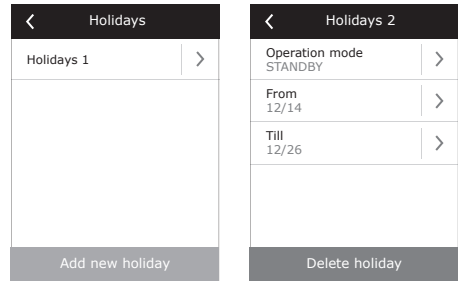 Holidays
Holidays 1
Add new holiday
Holidays 2
Operation mode
STANDBY
From
12/14
Till
12/26
Delete holiday